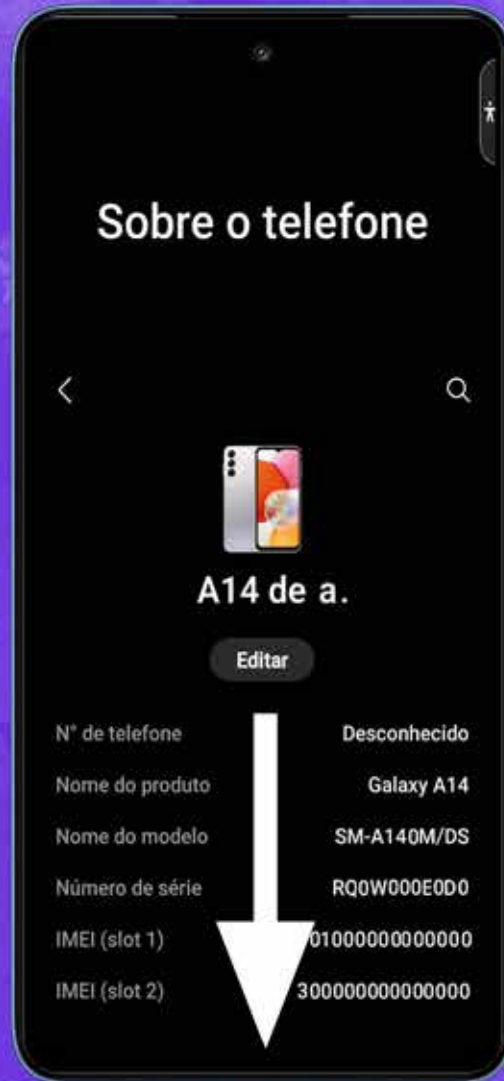 Sobre o telefone
A14 de a.
Editar
N° de telefone Desconhecido
Nome do produto Galaxy A14
Nome do modelo SM-A140M/DS
Número de série RQ0W000E0D0
IMEI (slot 1) 01000000000000
IMEI (slot 2) 300000000000000